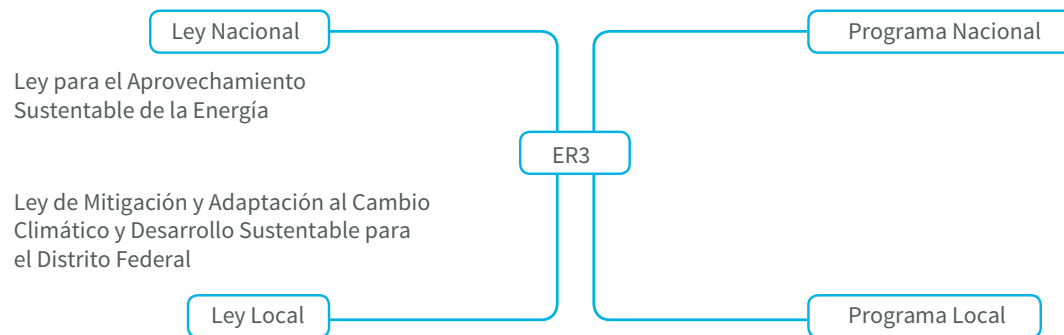 Ley Nacional
Programa Nacional
Ley para el Aprovechamiento
Sustentable de la Energía
ER3
Ley de Mitigación y Adaptación al Cambio
Climático y Desarrollo Sustentable para
el Distrito Federal
Ley Local
Programa Local